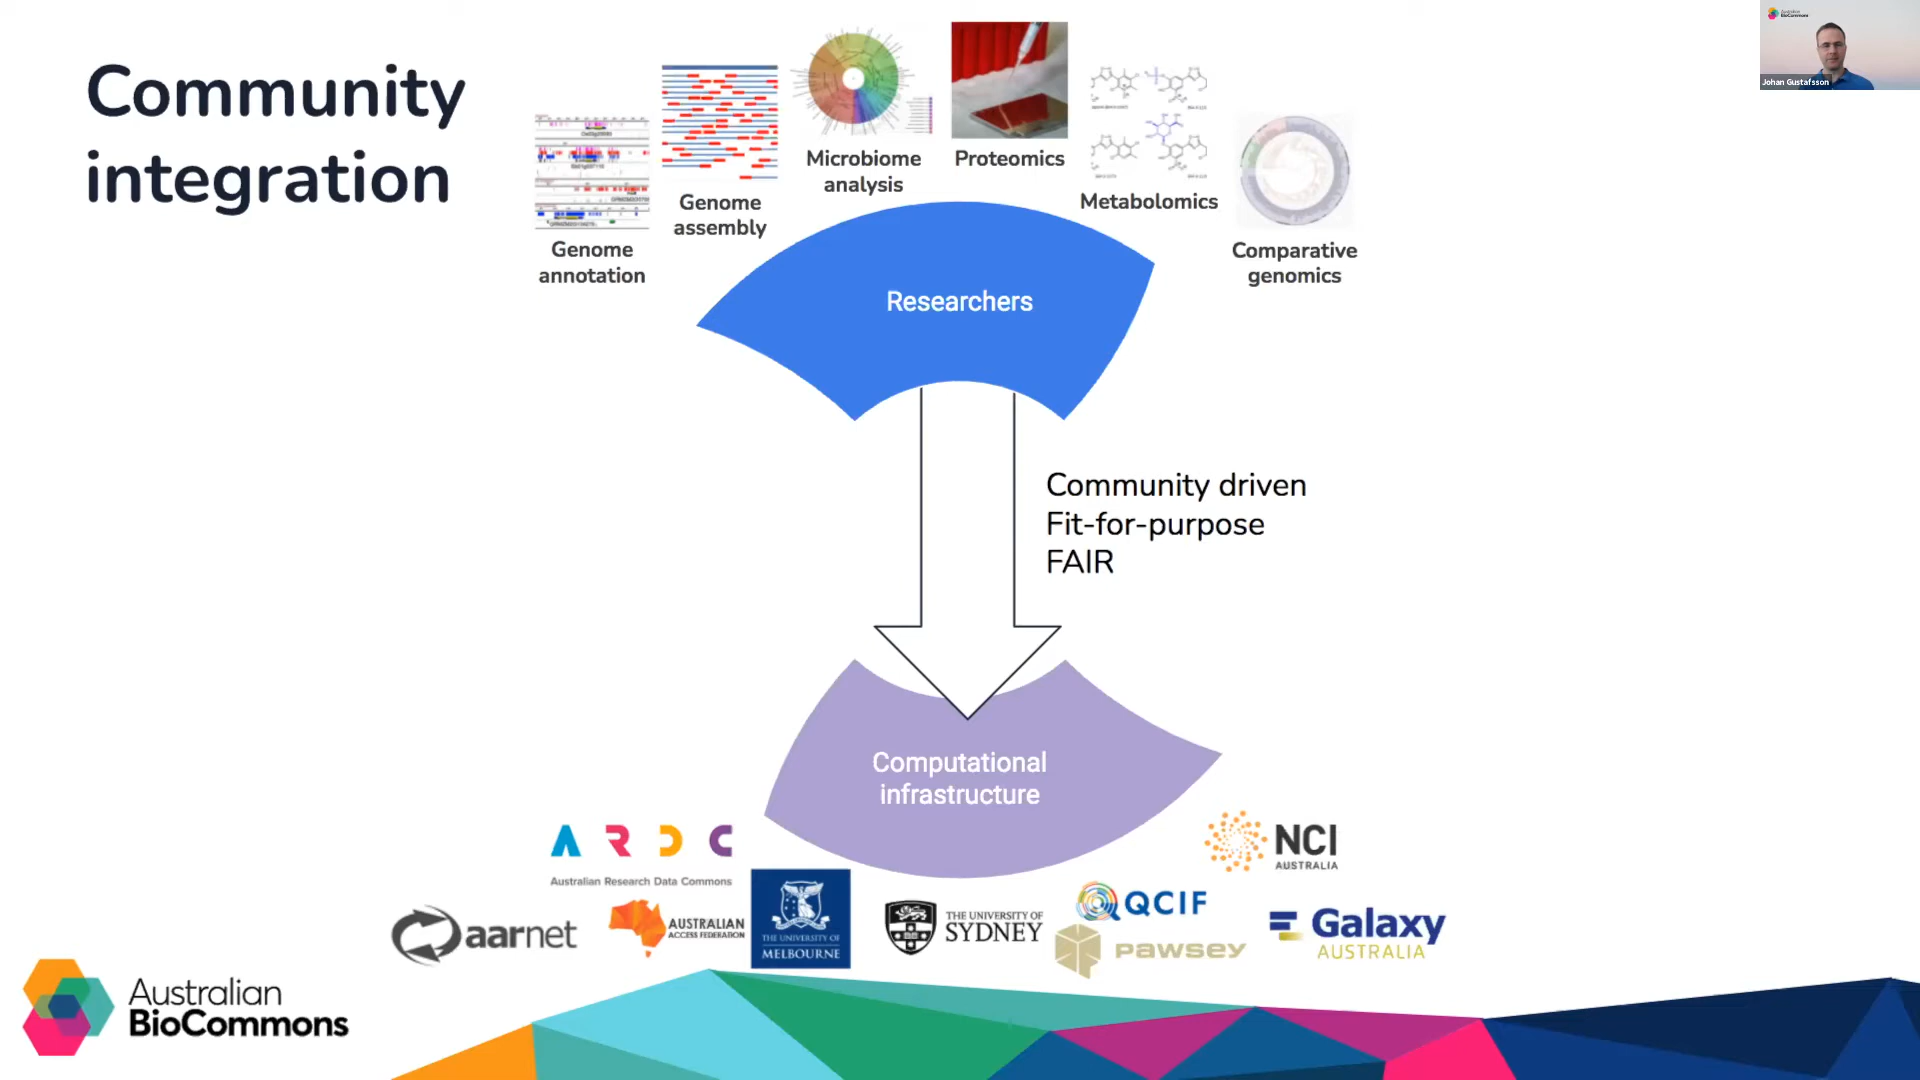 Community
integration
Genome
annotation
Genome
assembly
Microbiome
analysis
Proteomics
Metabolomics
Comparative
genomics
Australian
BioCommons
Johan Gustafsson
Researchers
Community driven
Fit-for-purpose
FAIR
Computational
infrastructure
A R D C
Australian Research Data Commons
aarnet
AUSTRALIAN
ACCESS FEDERATION
THE UNIVERSITY OF
MELBOURNE
THE UNIVERSITY OF
SYDNEY
QCIF
pawsey
NCI
AUSTRALIA
Galaxy
AUSTRALIA
Australian
BioCommons